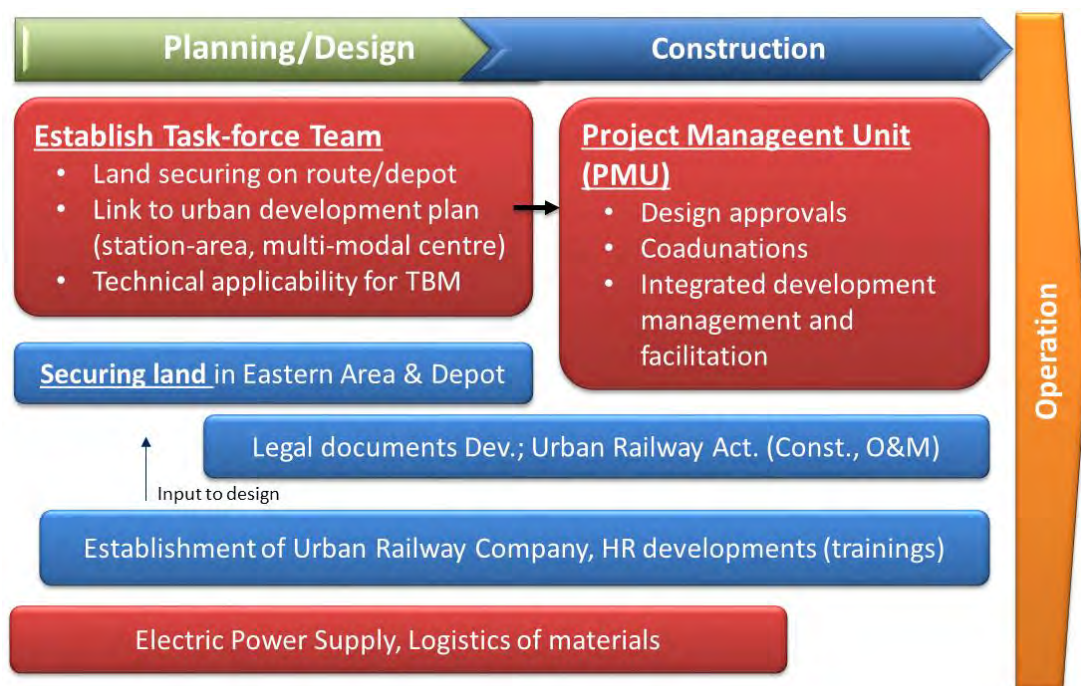 Planning/Design
Construction
Establish Task-force Team
• Land securing on route/depot
• Link to urban development plan
(station-area, multi-modal centre)
• Technical applicability for TBM
Project Manageent Unit
(PMU)
• Design approvals
• Coadunations
• Integrated development
management and
facilitation
Operation
Securing land in Eastern Area & Depot
Legal documents Dev.; Urban Railway Act. (Const., O&M)
Input to design
Establishment of Urban Railway Company, HR developments (trainings)
Electric Power Supply, Logistics of materials